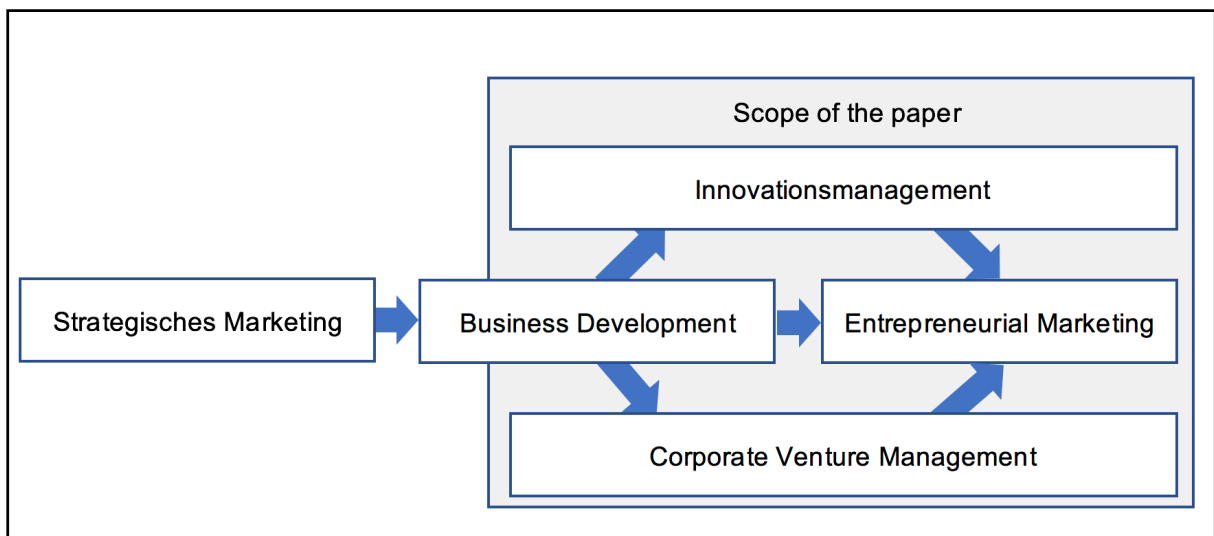 Scope of the paper
Innovationsmanagement
Strategisches Marketing
Business Development
Entrepreneurial Marketing
Corporate Venture Management